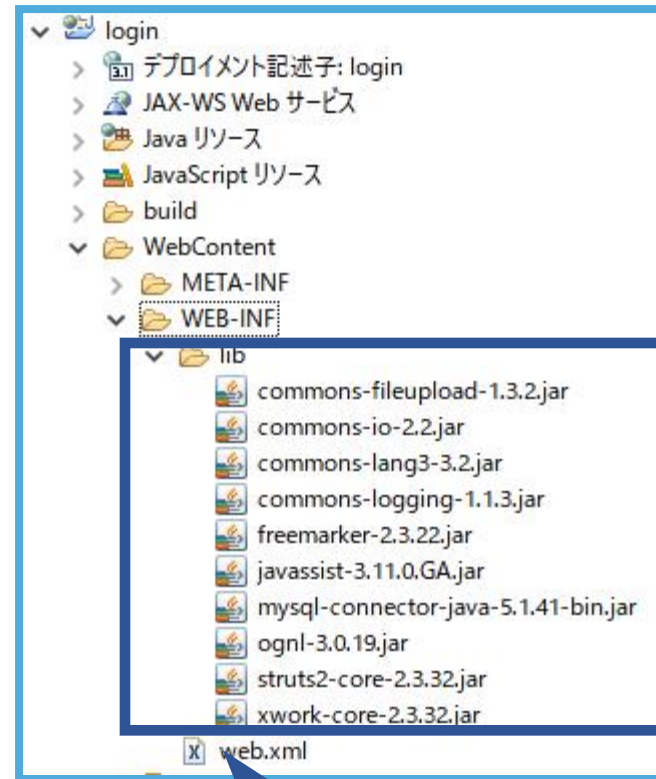 login
3.1 デプロイメント記述子: login
JAX-WS Web サービス
Java リソース
JavaScript リソース
build
WebContent
META-INF
WEB-INF
lib
commons-fileupload-1.3.2.jar
commons-io-2.2.jar
commons-lang3-3.2.jar
commons-logging-1.1.3.jar
freemarker-2.3.22.jar
javassist-3.11.0.GA.jar
mysql-connector-java-5.1.41-bin.jar
ognl-3.0.19.jar
struts2-core-2.3.32.jar
xwork-core-2.3.32.jar
X web.xml